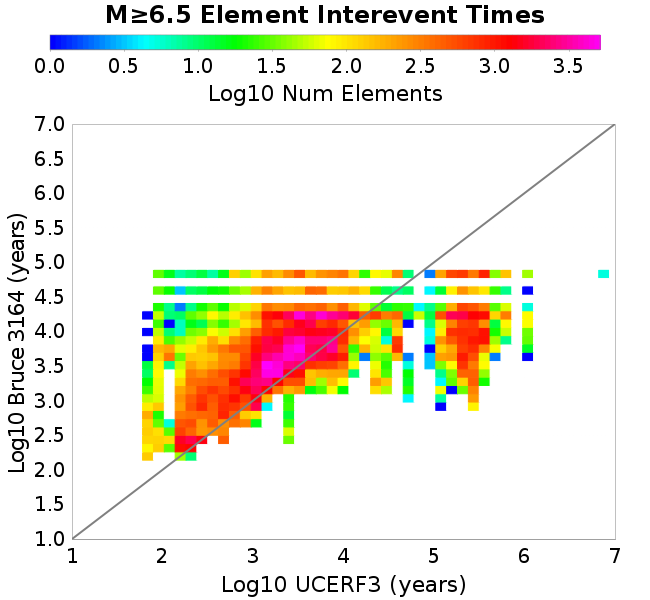 M≥6.5 Element Interevent Times
0.0 0.5 1.0 1.5 2.0 2.5 3.0 3.5
Log10 Num Elements
7.0
6.5
6.0
5.5
5.0
4.5
4.0
3.5
3.0
2.5
2.0
1.5
1.0
Log10 Bruce 3164 (years)
1 2 3 4 5 6 7
Log10 UCERF3 (years)